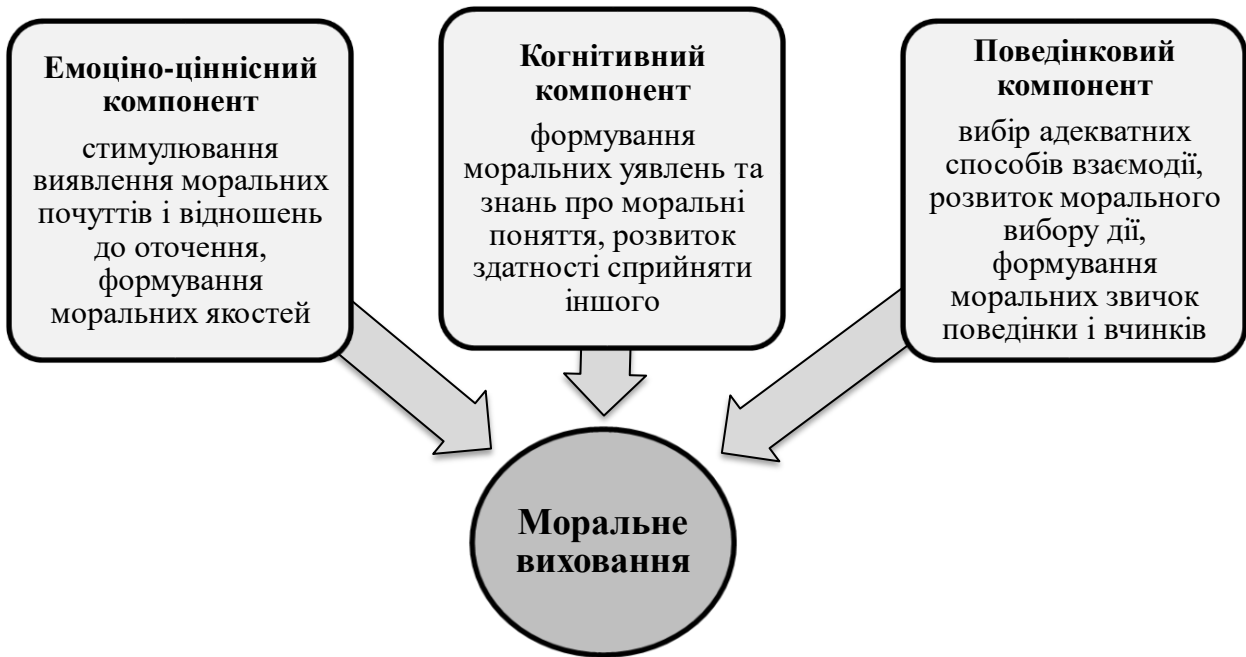 Емоціно-ціннісний
компонент
стимулювання
виявлення моральних
почуттів і відношень
до оточення,
формування
моральних якостей
Когнітивний
компонент
формування
моральних уявлень та
знань про моральні
поняття, розвиток
здатності сприйняти
іншого
Поведінковий
компонент
вибір адекватних
способів взаємодії,
розвиток морального
вибору дії,
формування
моральних звичок
поведінки і вчинків
Моральне
виховання